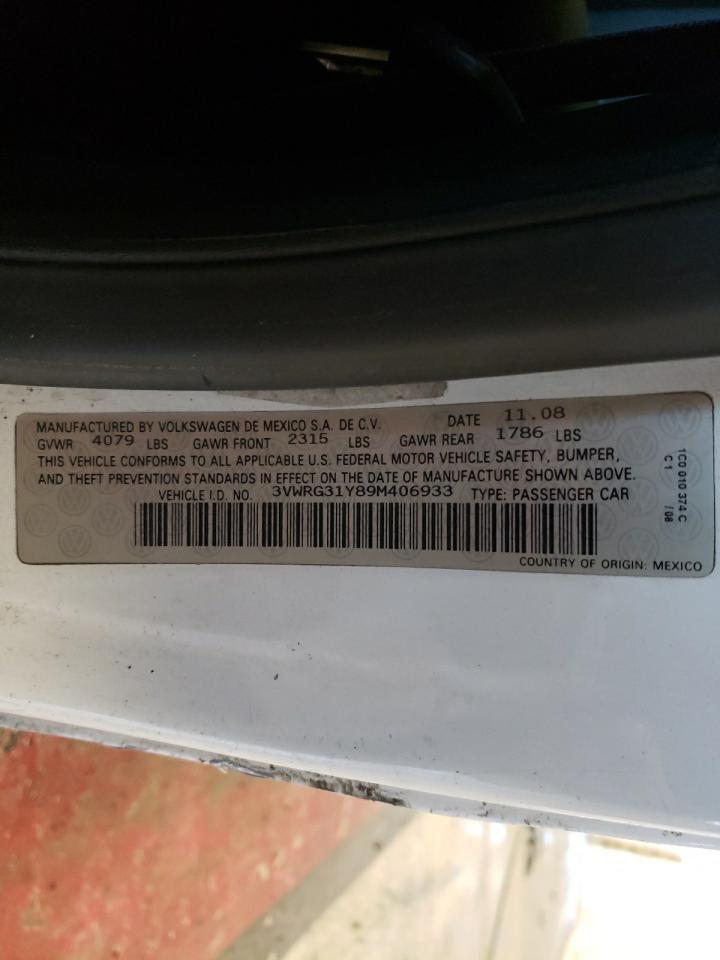 MANUFACTURED BY VOLKSWAGEN DE MEXICO S.A. DE C.V. DATE 11.08
GVWR 4079 LBS GAWR FRONT 2315 LBS GAWR REAR 1786 LBS
THIS VEHICLE CONFORMS TO ALL APPLICABLE U.S. FEDERAL MOTOR VEHICLE SAFETY, BUMPER,
AND THEFT PREVENTION STANDARDS IN EFFECT ON THE DATE OF MANUFACTURE SHOWN ABOVE.
VEHICLE I.D. NO. 3VWRG31Y89M406933 TYPE: PASSENGER CAR
COUNTRY OF ORIGIN: MEXICO
1C0 010 374 C
C1 /08